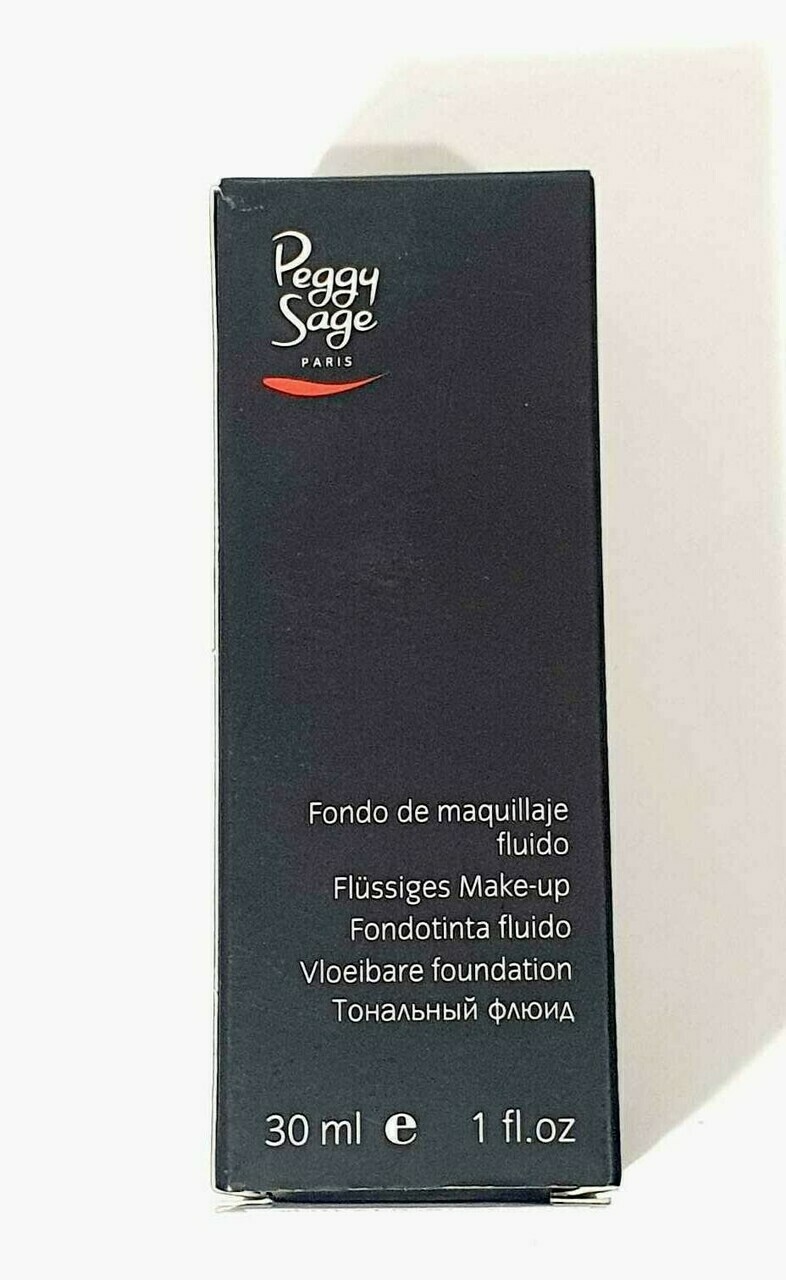 Peggy
Sage
PARIS
Fondo de maquillaje
fluido
Flüssiges Make-up
Fondotinta fluido
Vloeibare foundation
Тональный флюид
30 ml e 1 fl.oz